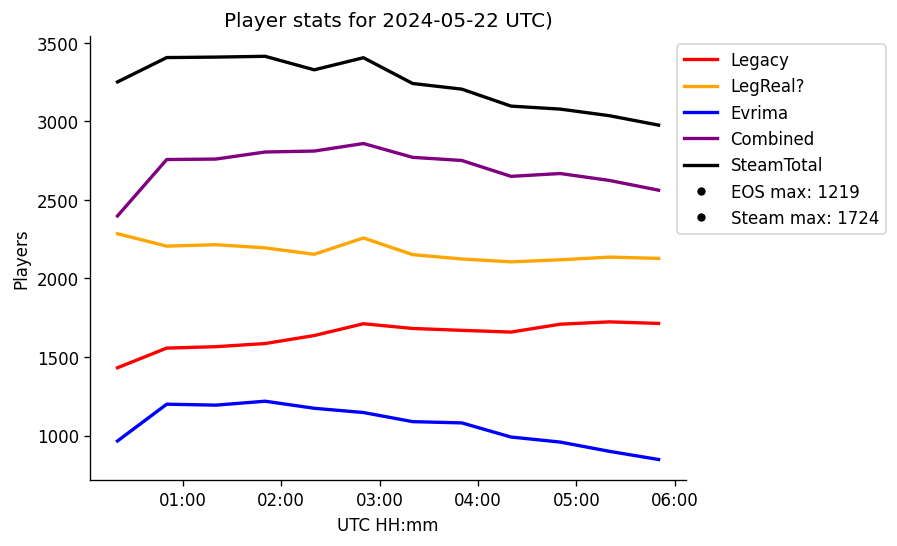 Player stats for 2024-05-22 UTC)
3500
3000
2500
2000
1500
1000
Players
01:00
02:00
03:00
04:00
05:00
06:00
UTC HH:mm
Legacy
LegReal?
Evrima
Combined
SteamTotal
EOS max: 1219
Steam max: 1724